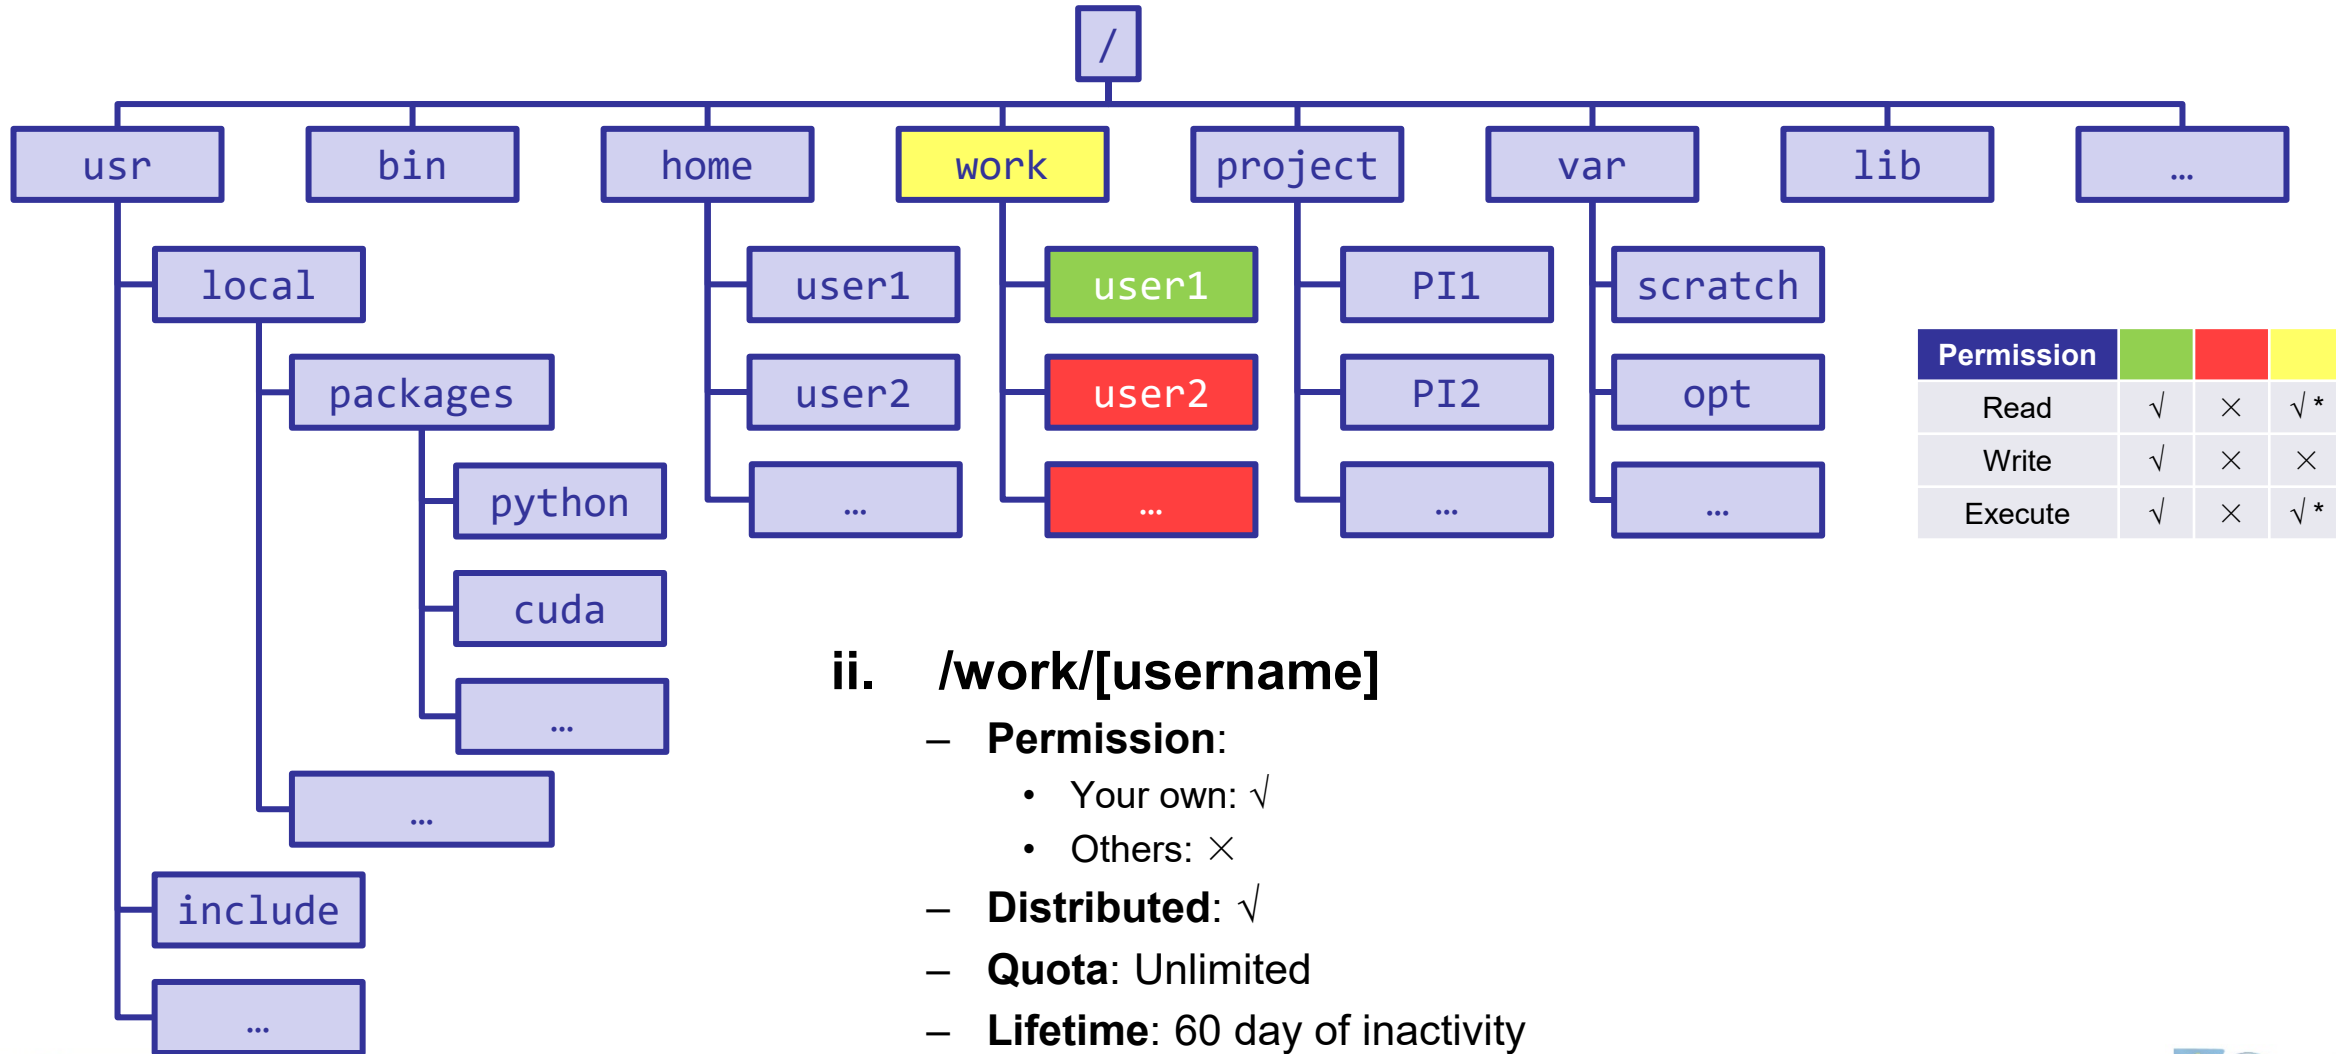 /
usr bin home work project var lib …
local user1 user1 PI1 scratch
packages user2 user2 PI2 opt
python … … … …
cuda
…
…
include
…
Permission
Read √ × √ *
Write √ × ×
Execute √ × √ *
ii. /work/[username]
– Permission:
• Your own: √
• Others: ×
– Distributed: √
– Quota: Unlimited
– Lifetime: 60 day of inactivity